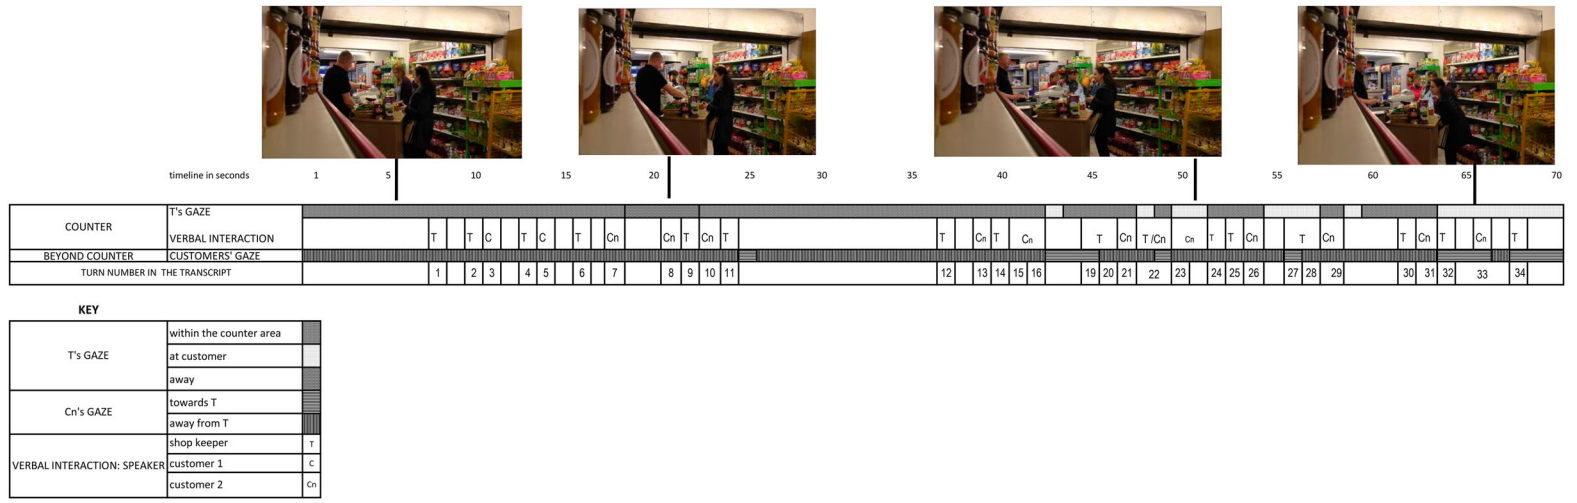 timeline in seconds 1 5 10 15 20 25 30 35 40 45 50 55 60 65 70
COUNTER
T's GAZE
VERBAL INTERACTION T T C T C T Cn Cn T Cn T T Cn T Cn T Cn T /Cn Cn T T Cn T Cn T Cn T Cn T
BEYOND COUNTER CUSTOMERS' GAZE
TURN NUMBER IN THE TRANSCRIPT 1 2 3 4 5 6 7 8 9 10 11 12 13 14 15 16 19 20 21 22 23 24 25 26 27 28 29 30 31 32 33 34
KEY
T's GAZE
within the counter area
at customer
away
Cn's GAZE
towards T
away from T
VERBAL INTERACTION: SPEAKER
shop keeper T
customer 1 C
customer 2 Cn